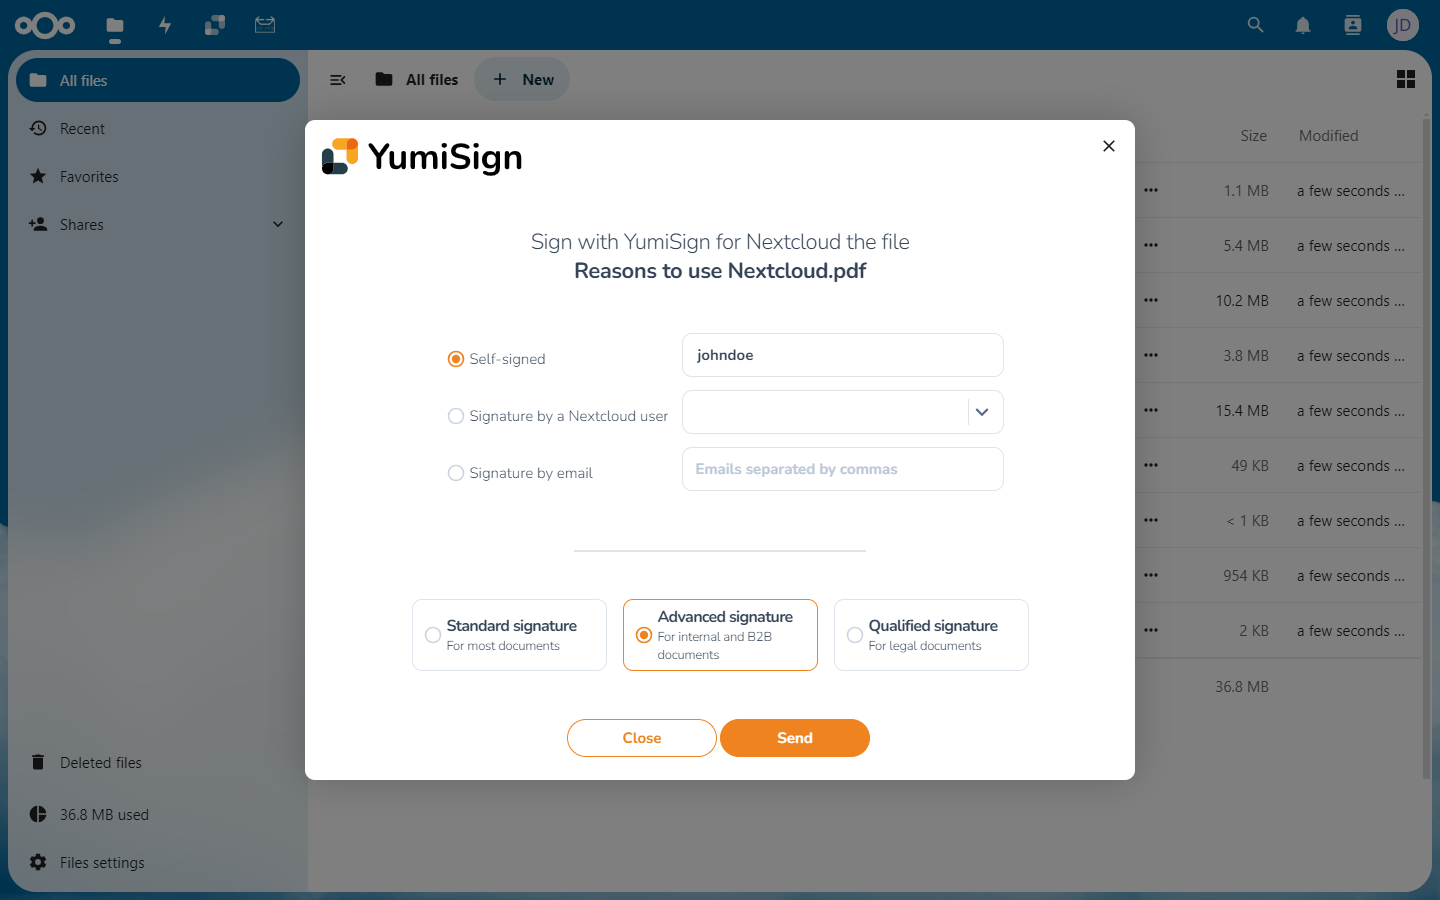 JD
All files
Recent
Favorites
Shares
Deleted files
36.8 MB used
Files settings
All files
+ New
Size Modified
1.1 MB a few seconds ...
5.4 MB a few seconds ...
10.2 MB a few seconds ...
3.8 MB a few seconds ...
15.4 MB a few seconds ...
49 KB a few seconds ...
< 1 KB a few seconds ...
954 KB a few seconds ...
2 KB a few seconds ...
36.8 MB
YumiSign
Sign with YumiSign for Nextcloud the file
Reasons to use Nextcloud.pdf
Self-signed johndoe
Signature by a Nextcloud user
Signature by email Emails separated by commas
Standard signature
For most documents
Advanced signature
For internal and B2B
documents
Qualified signature
For legal documents
Close Send